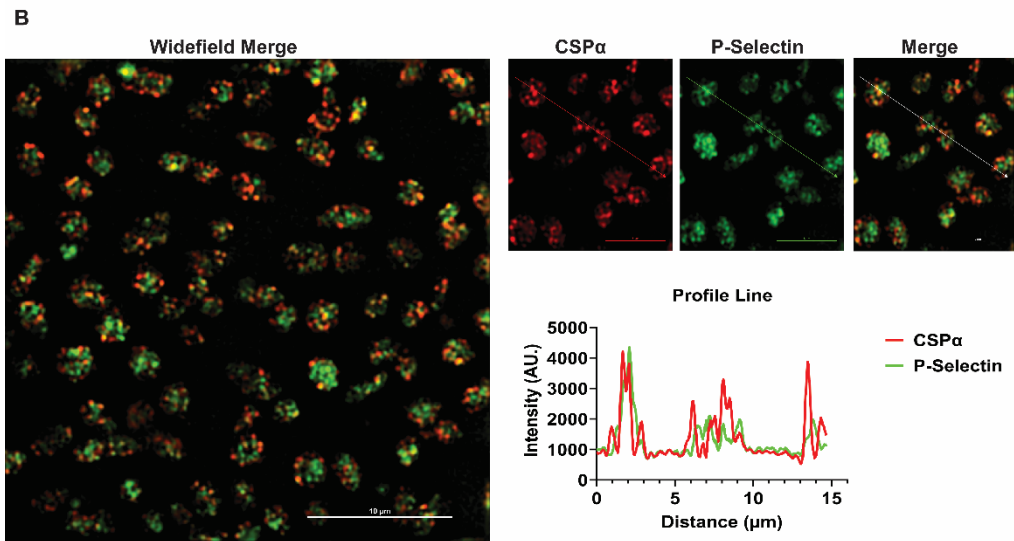 B
Widefield Merge
CSPα
P-Selectin
Merge
10 µm
Profile Line
5000
4000
3000
2000
1000
0
Intensity (AU.)
0
5
10
15
Distance (µm)
CSPα
P-Selectin